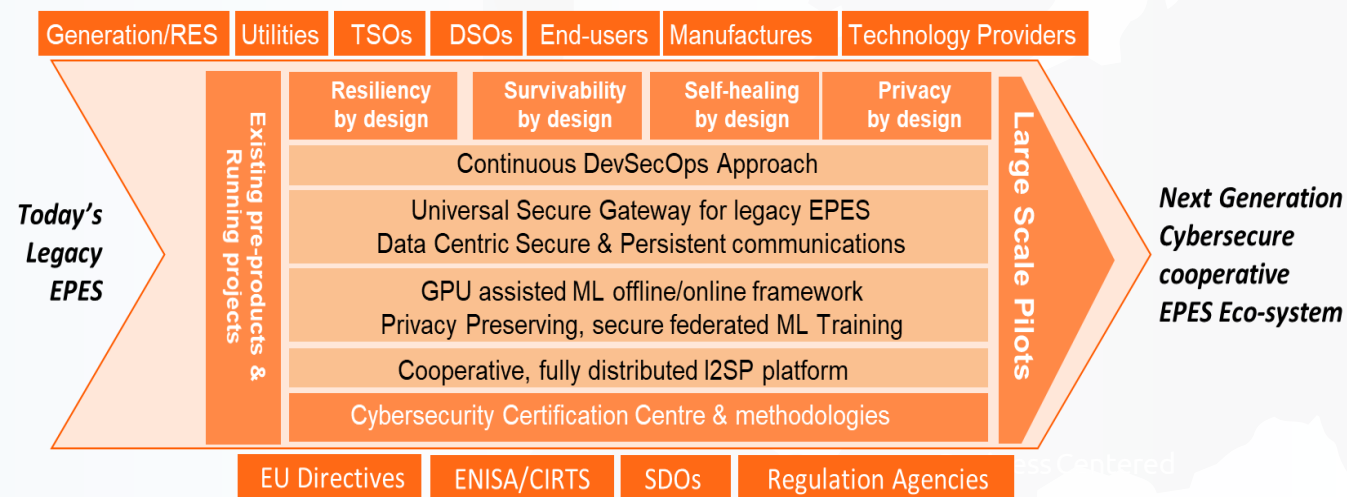 Generation/RES
Utilities
TSOs
DSOs
End-users
Manufactures
Technology Providers
Resiliency
by design
Survivability
by design
Self-healing
by design
Privacy
by design
Existing pre-products &
Running projects
Continuous DevSecOps Approach
Universal Secure Gateway for legacy EPES
Data Centric Secure & Persistent communications
GPU assisted ML offline/online framework
Privacy Preserving, secure federated ML Training
Cooperative, fully distributed I2SP platform
Cybersecurity Certification Centre & methodologies
Large Scale Pilots
Today's
Legacy
EPES
Next Generation
Cybersecure
cooperative
EPES Eco-system
EU Directives
ENISA/CIRTS
SDOs
Regulation Agencies
Centered